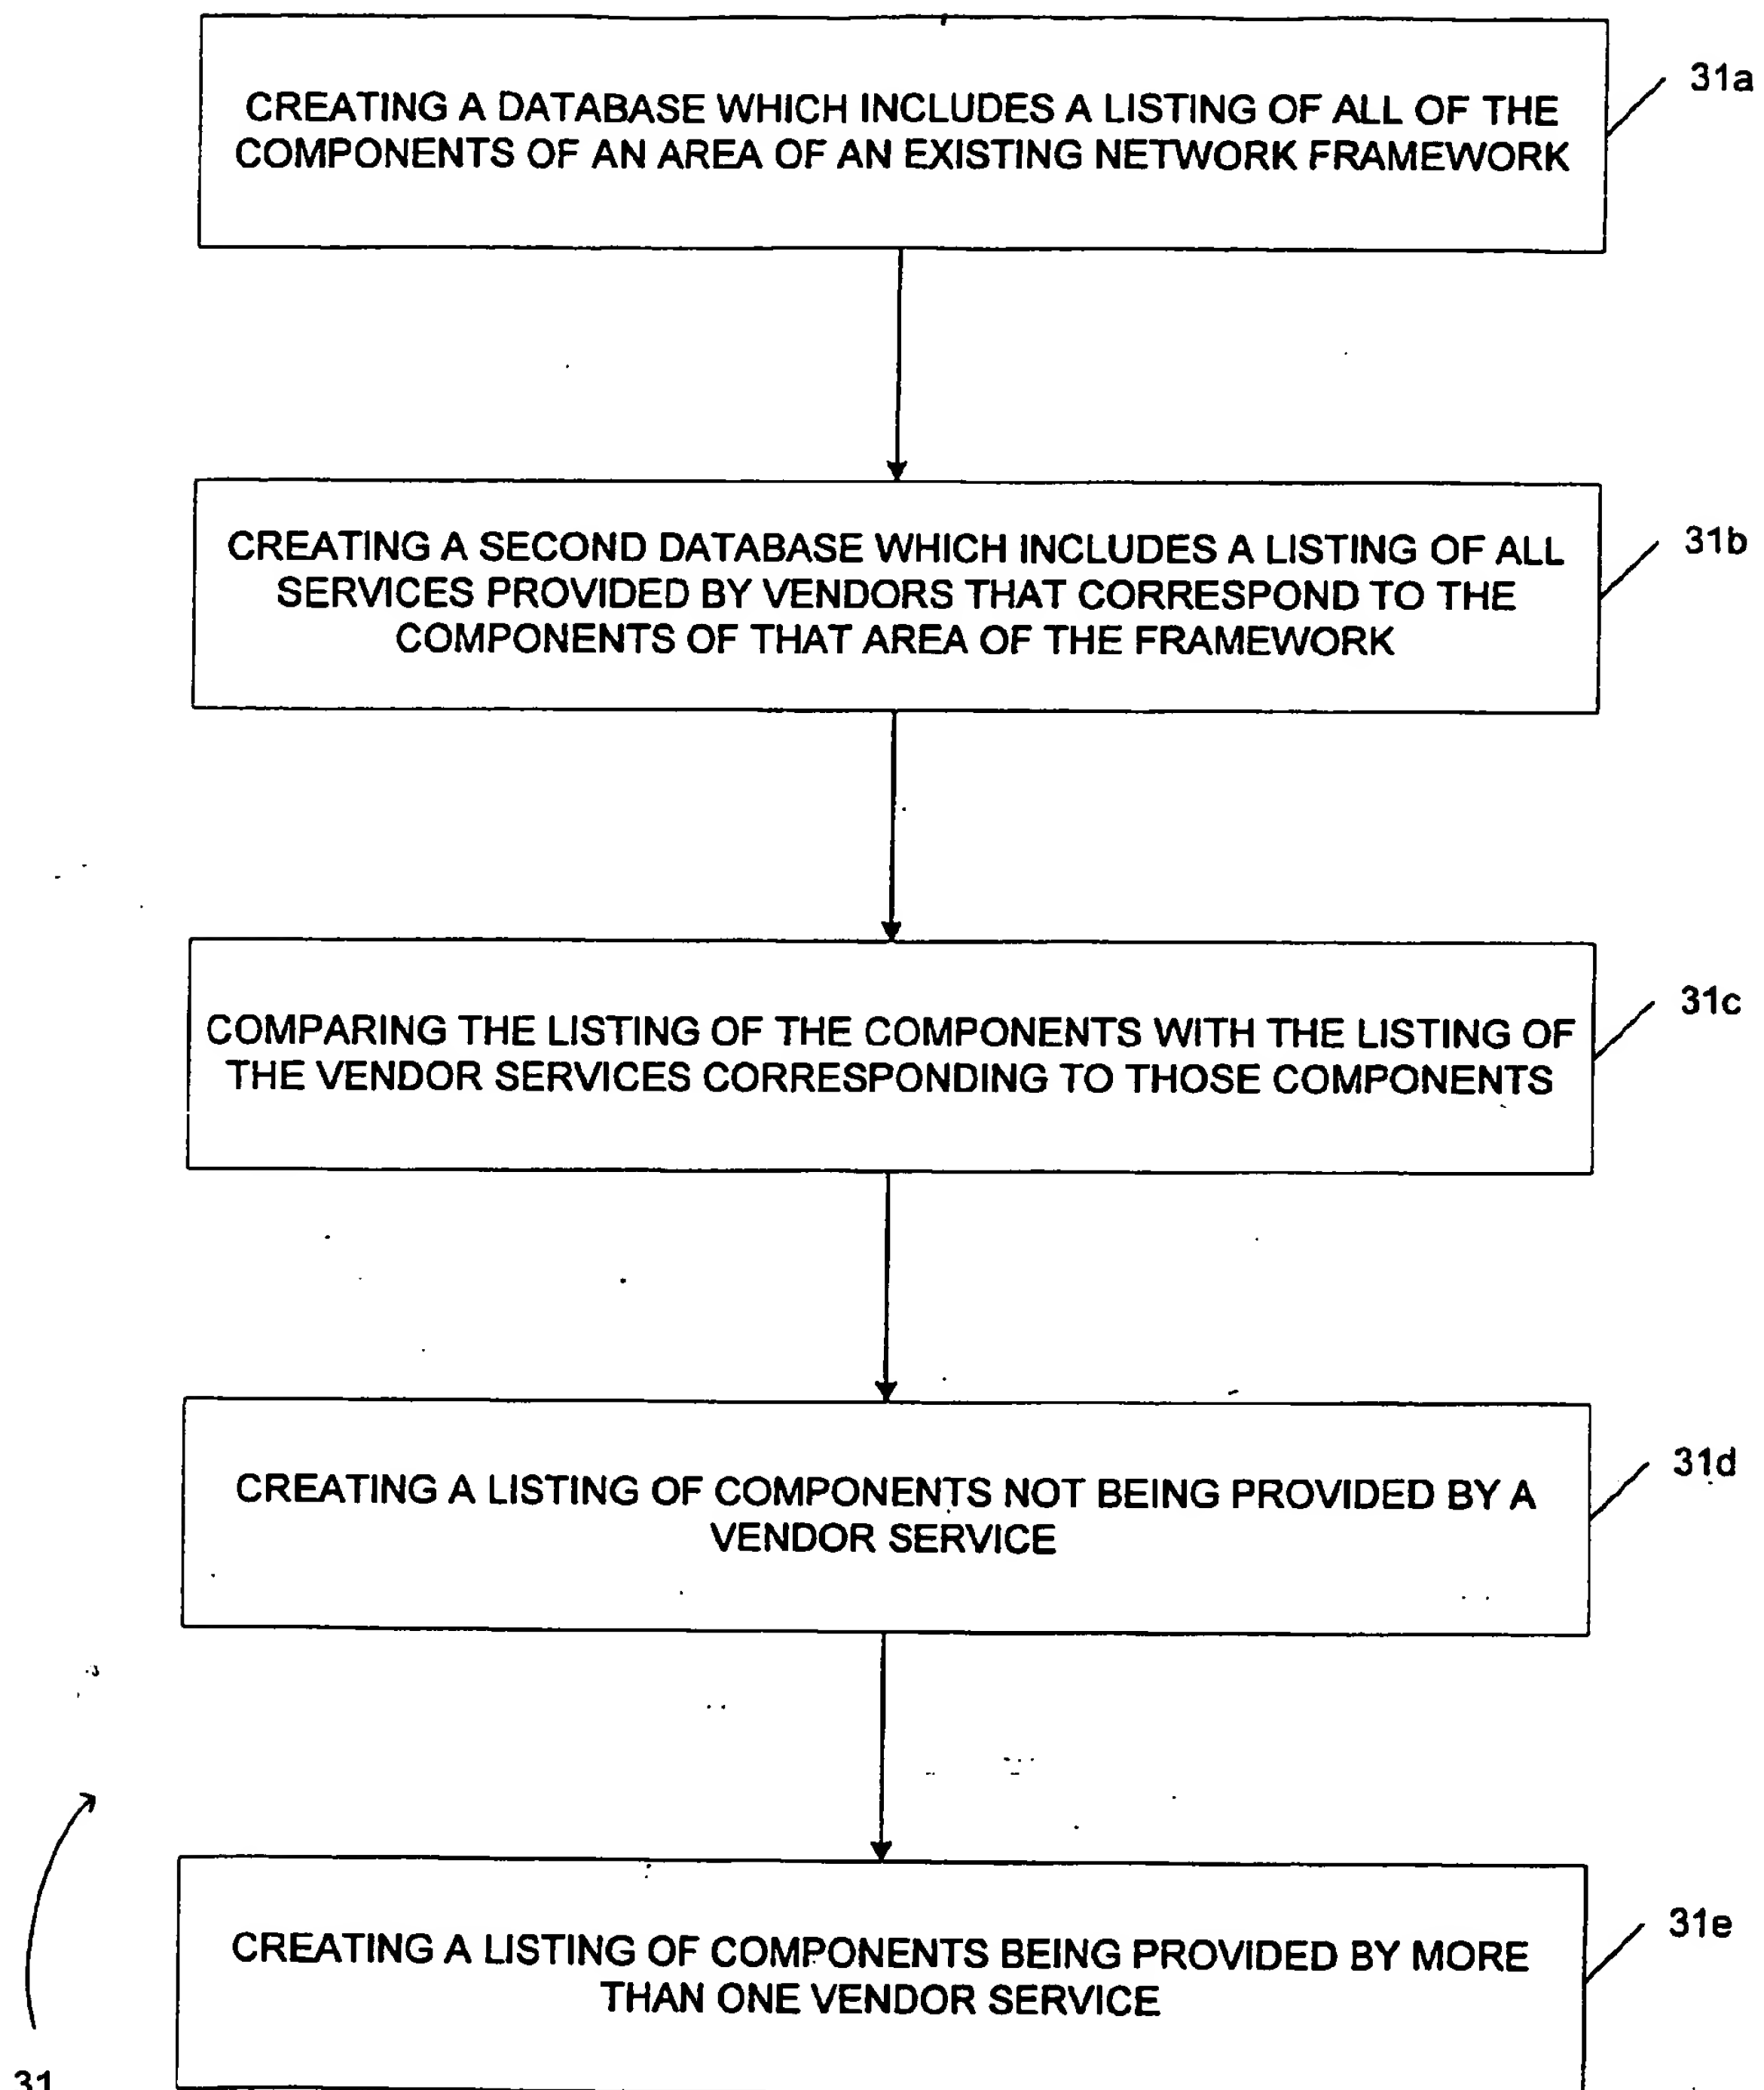 CREATING A DATABASE WHICH INCLUDES A LISTING OF ALL OF THE
COMPONENTS OF AN AREA OF AN EXISTING NETWORK FRAMEWORK
31a
CREATING A SECOND DATABASE WHICH INCLUDES A LISTING OF ALL
SERVICES PROVIDED BY VENDORS THAT CORRESPOND TO THE
COMPONENTS OF THAT AREA OF THE FRAMEWORK
31b
COMPARING THE LISTING OF THE COMPONENTS WITH THE LISTING OF
THE VENDOR SERVICES CORRESPONDING TO THOSE COMPONENTS
31c
CREATING A LISTING OF COMPONENTS NOT BEING PROVIDED BY A
VENDOR SERVICE
31d
CREATING A LISTING OF COMPONENTS BEING PROVIDED BY MORE
THAN ONE VENDOR SERVICE
31e
31